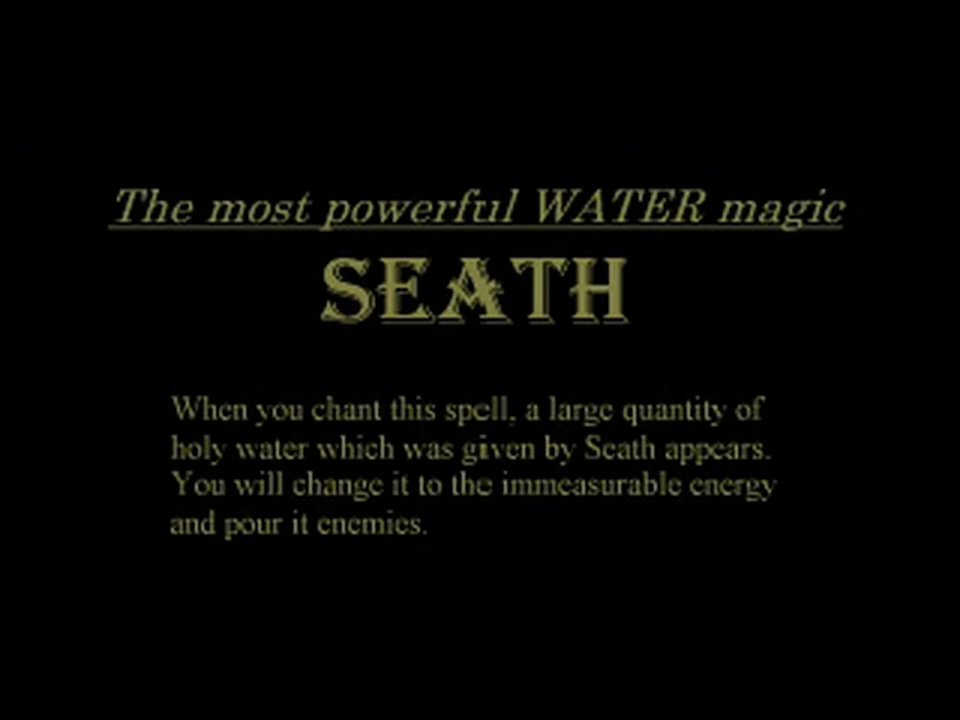 The most powerful WATER magic
SEATH
When you chant this spell, a large quantity of
holy water which was given by Seath appears.
You will change it to the immeasurable energy
and pour it enemies.